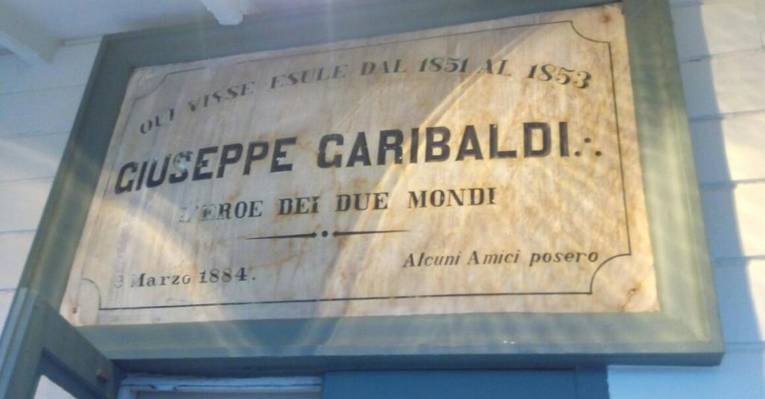 QUI VISSE ESULE DAL 1851 AL 1853
GIUSEPPE GARIBALDI∴
L'EROE DEI DUE MONDI
Marzo 1884.
Alcuni Amici posero